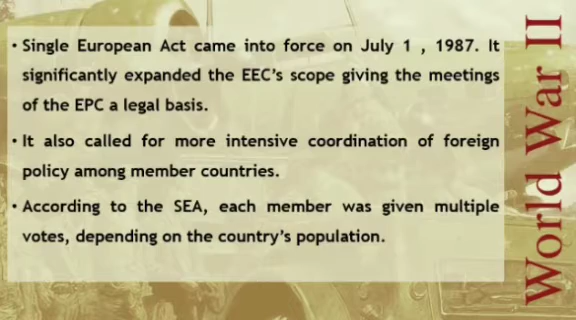 • Single European Act came into force on July 1 , 1987. It
significantly expanded the EEC's scope giving the meetings
of the EPC a legal basis.
• It also called for more intensive coordination of foreign
policy among member countries.
• According to the SEA, each member was given multiple
votes, depending on the country's population.
World War II